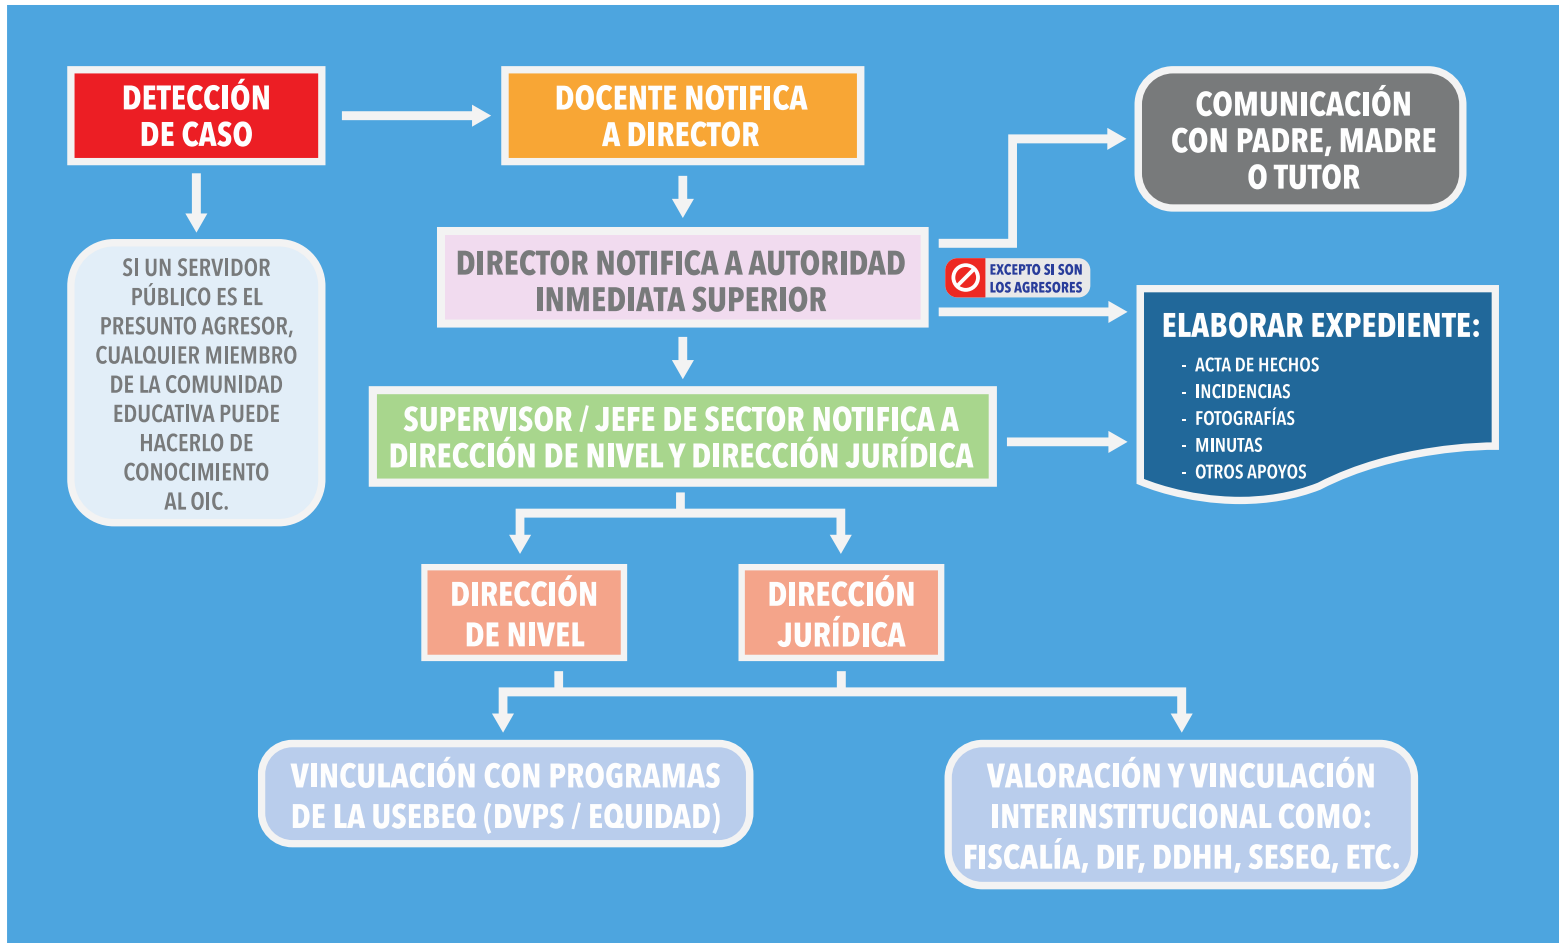 DETECCIÓN
DE CASO
DOCENTE NOTIFICA
A DIRECTOR
COMUNICACIÓN
CON PADRE, MADRE
O TUTOR
SI UN SERVIDOR
PÚBLICO ES EL
PRESUNTO AGRESOR,
CUALQUIER MIEMBRO
DE LA COMUNIDAD
EDUCATIVA PUEDE
HACERLO DE
CONOCIMIENTO
AL OIC.
DIRECTOR NOTIFICA A AUTORIDAD
INMEDIATA SUPERIOR
EXCEPTO SI SON
LOS AGRESORES
ELABORAR EXPEDIENTE:
- ACTA DE HECHOS
- INCIDENCIAS
- FOTOGRAFÍAS
- MINUTAS
- OTROS APOYOS
SUPERVISOR / JEFE DE SECTOR NOTIFICA A
DIRECCIÓN DE NIVEL Y DIRECCIÓN JURÍDICA
DIRECCIÓN
DE NIVEL
DIRECCIÓN
JURÍDICA
VINCULACIÓN CON PROGRAMAS
DE LA USEBEQ (DVPS / EQUIDAD)
VALORACIÓN Y VINCULACIÓN
INTERINSTITUCIONAL COMO:
FISCALÍA, DIF, DDHH, SESEQ, ETC.